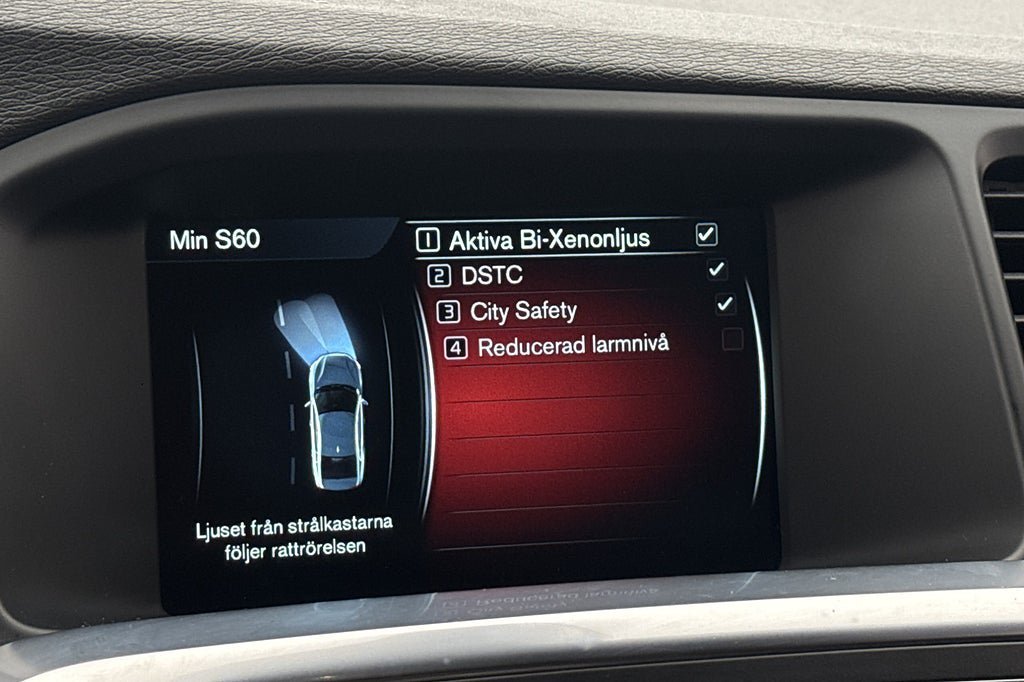 Min S60
1 Aktiva Bi-Xenonljus
2 DSTC
3 City Safety
4 Reducerad larmnivå
Ljuset från strålkastarna
följer rattrörelsen